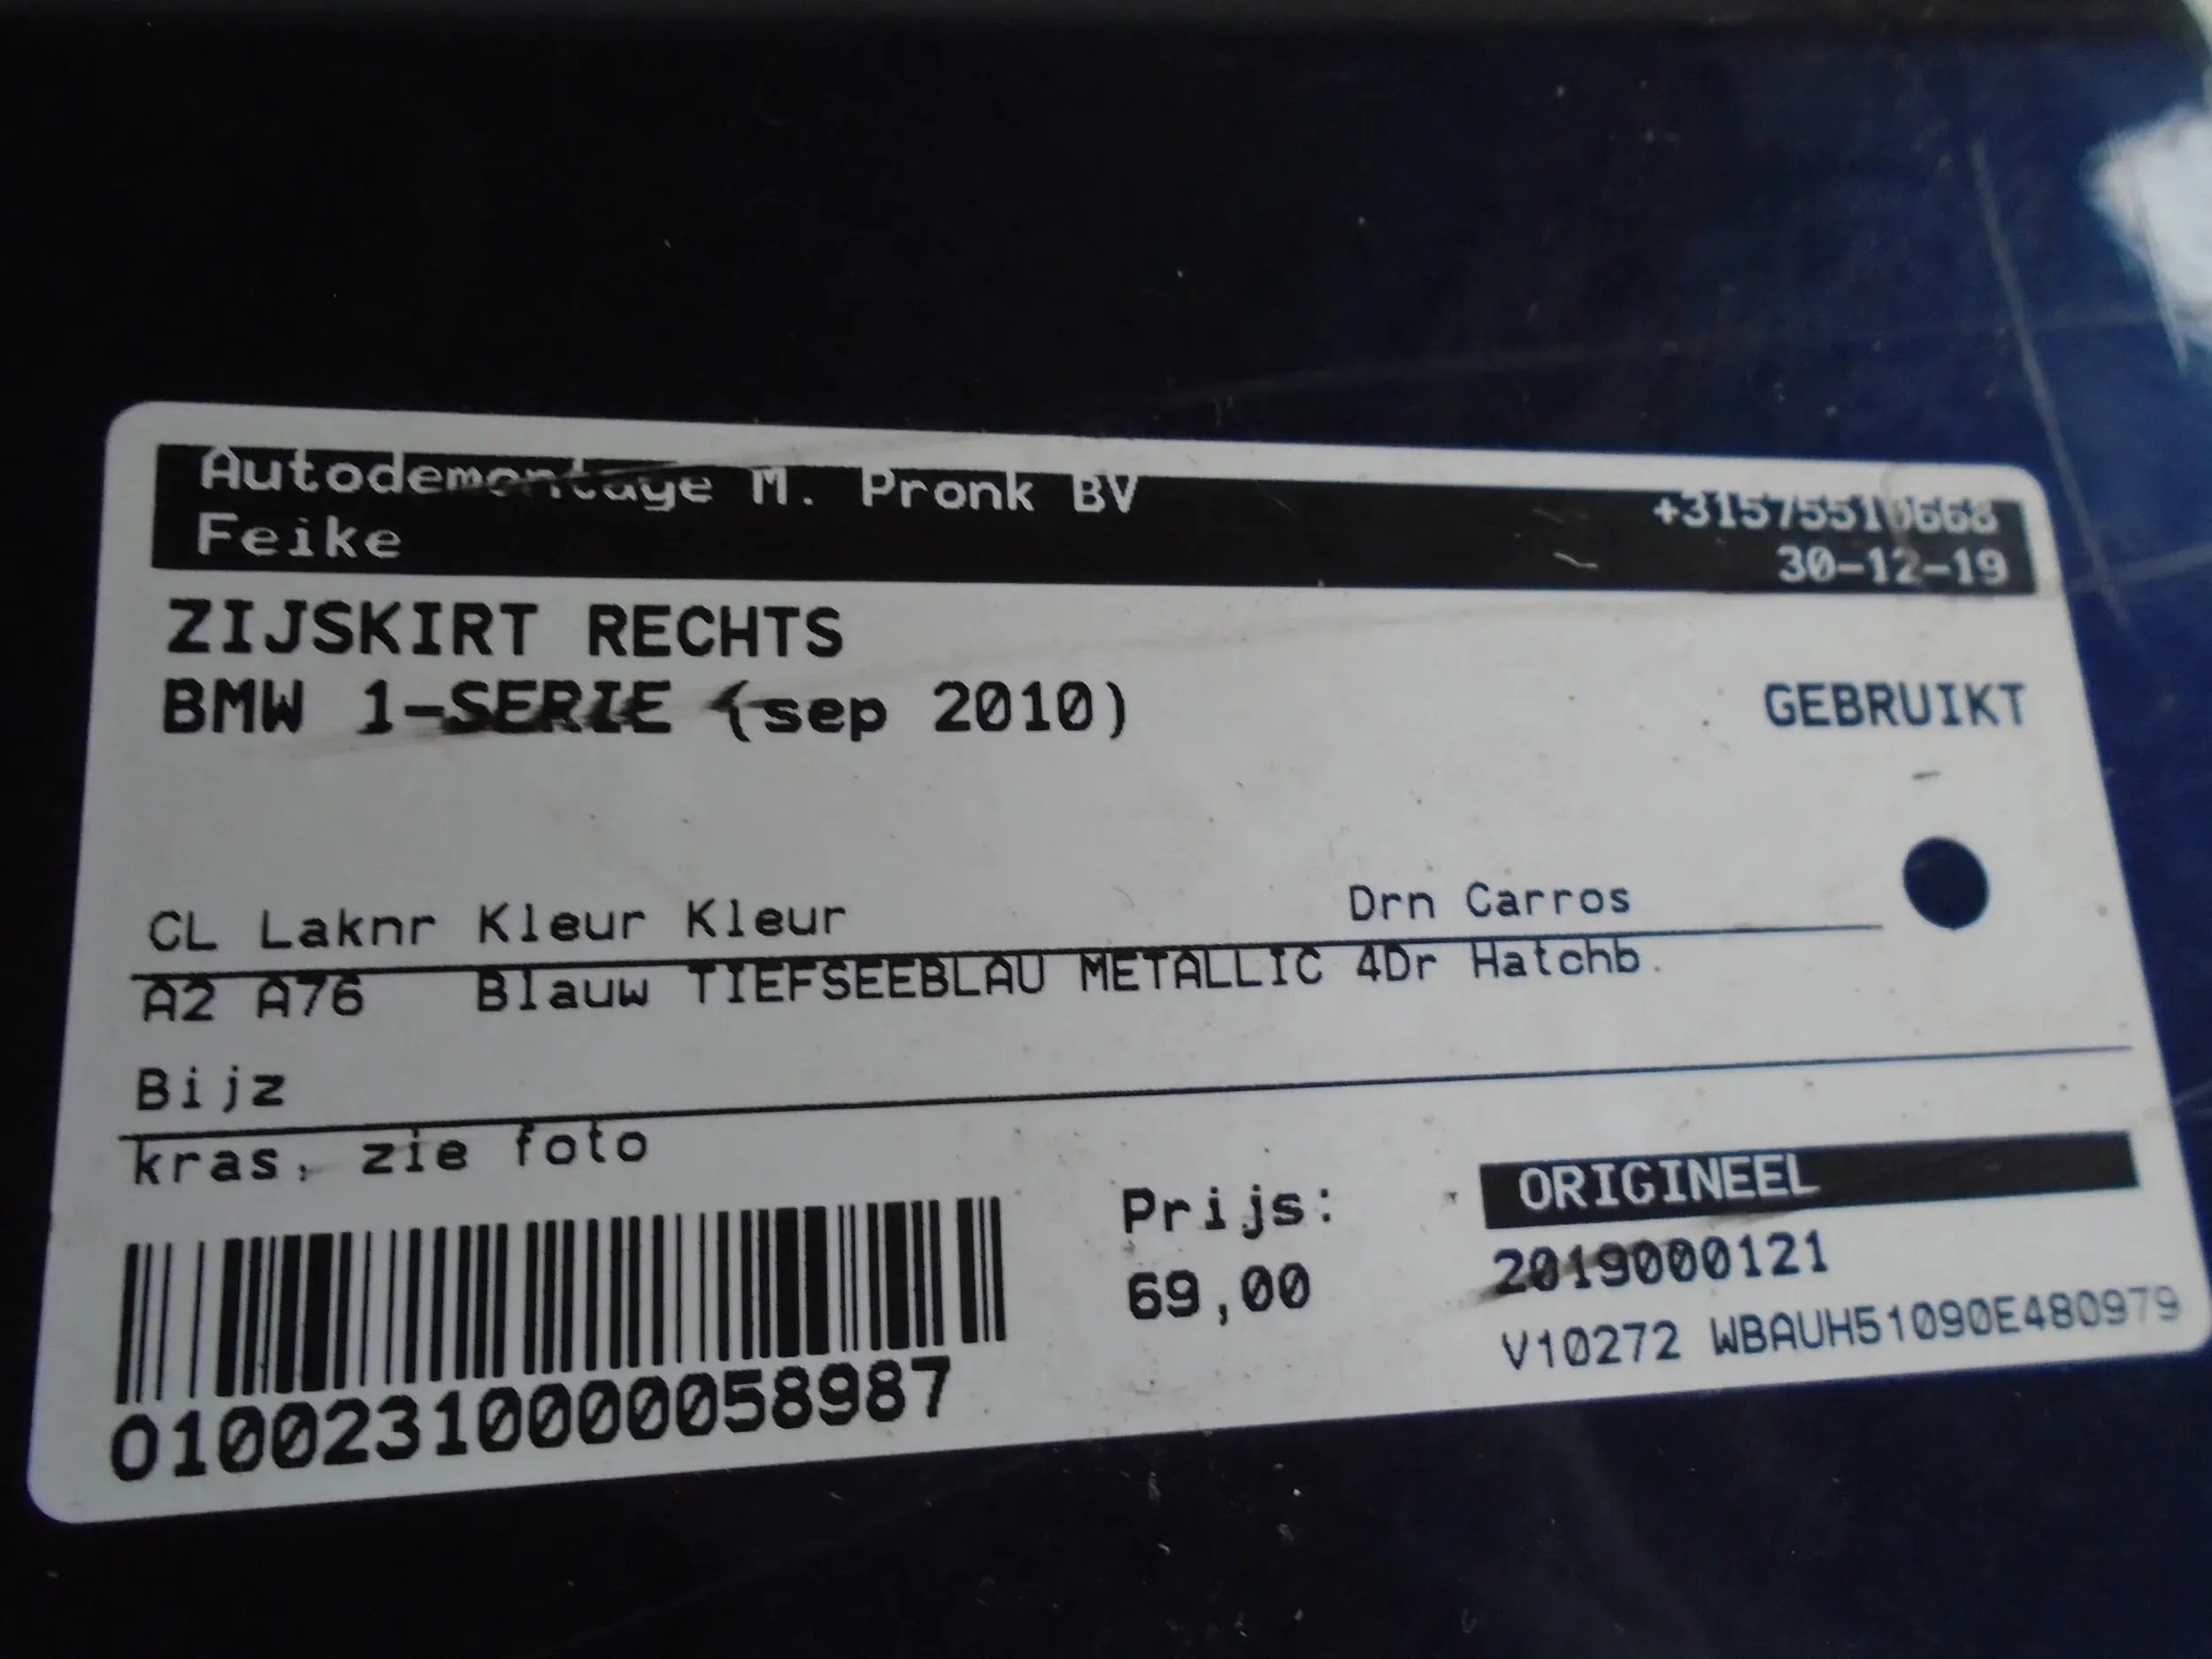 Autodemontage M. Pronk BV
+31575510668
Feike
30-12-19
ZIJSKIRT RECHTS
BMW 1-SERIE (sep 2010)
GEBRUIKT
CL Laknr Kleur Kleur Drn Carros
A2 A76 Blauw TIEFSEEBLAU METALLIC 4Dr Hatchb.
Bijz
kras, zie foto
Prijs:
69,00
ORIGINEEL
2019000121
V10272 WBAUH51090E480979
0100231000058987